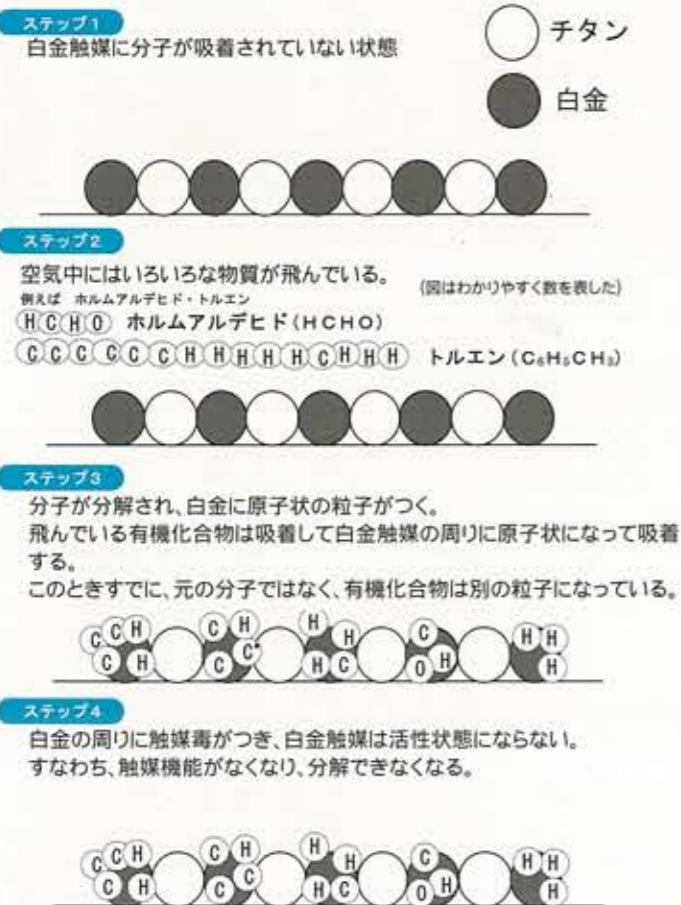 ステップ1
白金触媒に分子が吸着されていない状態
チタン
白金
ステップ2
空気中にはいろいろな物質が飛んでいる。
(図はわかりやすく数を表した)
例えば ホルムアルデヒド・トルエン
HCHO ホルムアルデヒド(HCHO)
CCCCCCHHHHHCHHH トルエン(C₆H₅CH₃)
ステップ3
分子が分解され、白金に原子状の粒子がつく。
飛んでいる有機化合物は吸着して白金触媒の周りに原子状になって吸着
する。
このときすでに、元の分子ではなく、有機化合物は別の粒子になっている。
C C H C H H C H H C C O H H C H H H
ステップ4
白金の周りに触媒毒がつき、白金触媒は活性状態にならない。
すなわち、触媒機能がなくなり、分解できなくなる。
C C H C H H C H H C C O H H C H H H